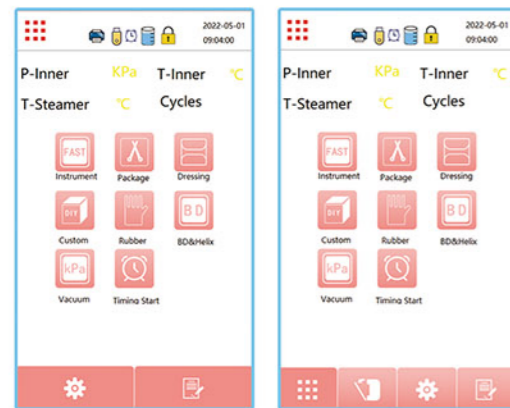 2022-05-01
09:04:00
P-Inner KPa T-Inner °C
T-Steamer °C Cycles
FAST
Instrument Package Dressing
DIY BD
Custom Rubber BD&Helix
kPa
Vacuum Timing Start
2022-05-01
09:04:00
P-Inner KPa T-Inner °C
T-Steamer °C Cycles
FAST
Instrument Package Dressing
DIY BD
Custom Rubber BD&Helix
kPa
Vacuum Timing Start